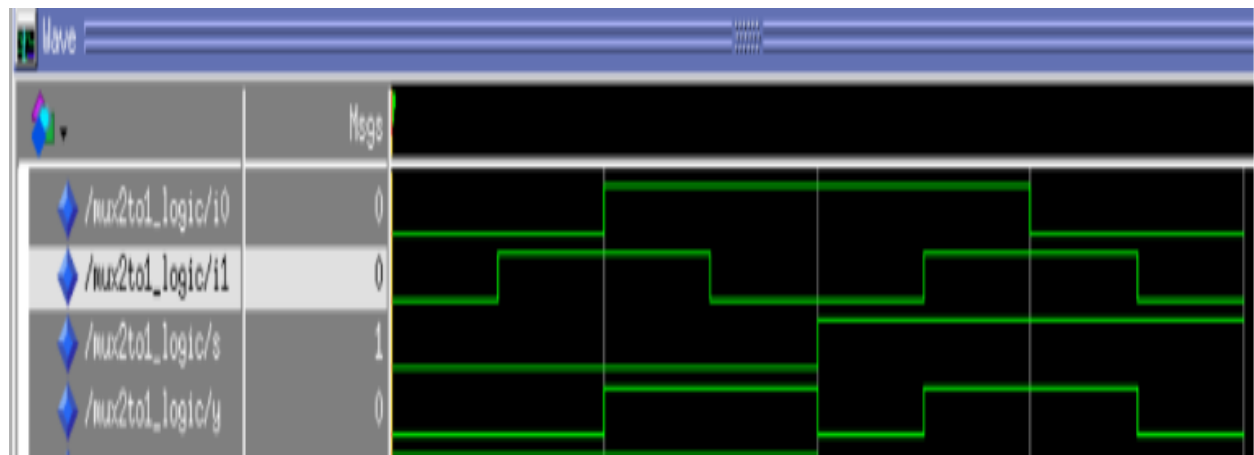 Wave
Msgs
/mux2to1_logic/i0 0
/mux2to1_logic/i1 0
/mux2to1_logic/s 1
/mux2to1_logic/y 0